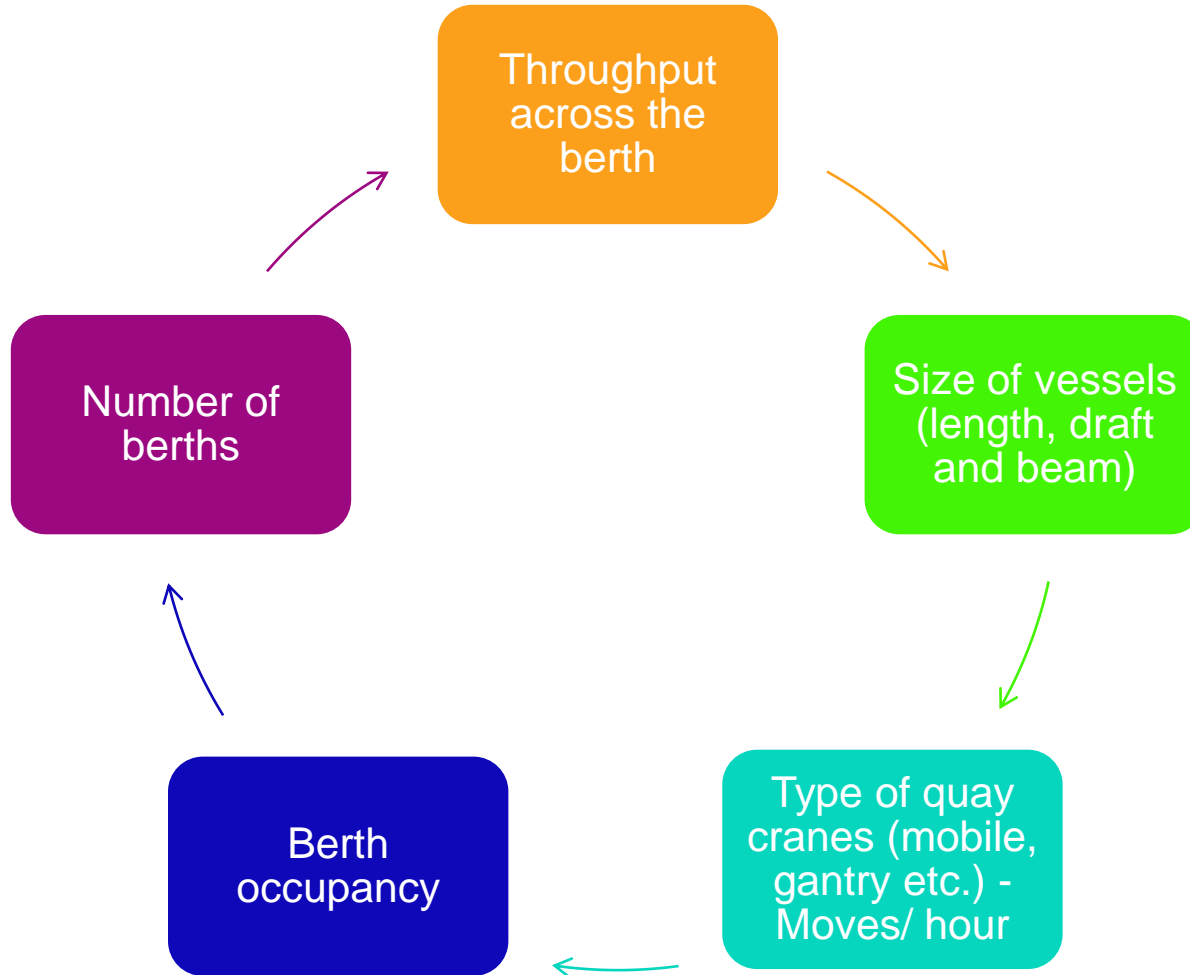 Throughput
across the
berth
Size of vessels
(length, draft
and beam)
Type of quay
cranes (mobile,
gantry etc.) -
Moves/ hour
Berth
occupancy
Number of
berths